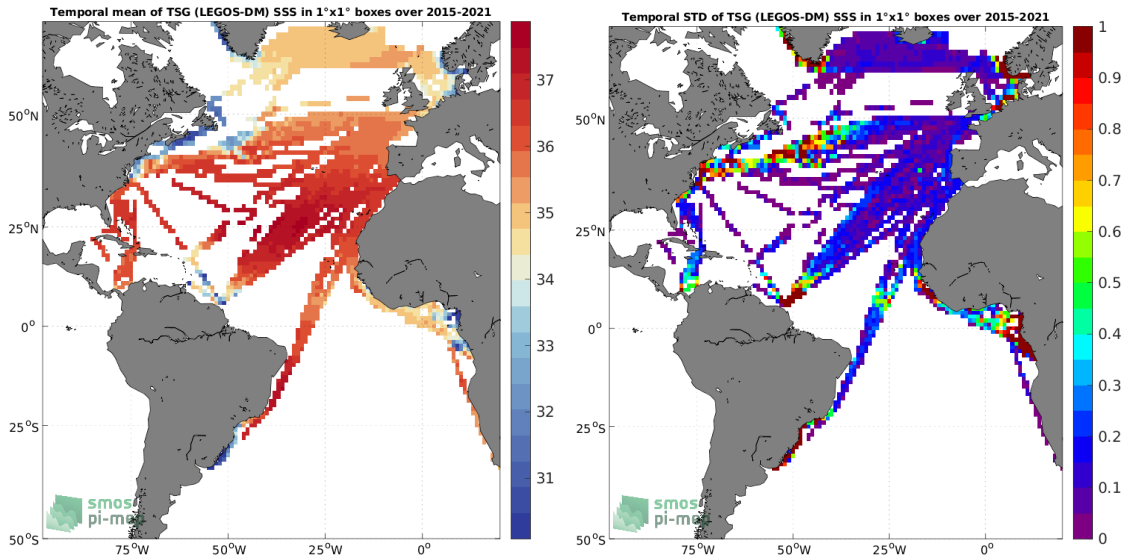 Temporal mean of TSG (LEGOS-DM) SSS in 1°x1° boxes over 2015-2021
50°N
25°N
0°
25°S
50°S
75°W
50°W
25°W
0°
37
36
35
34
33
32
31
smos
pi-mep
Temporal STD of TSG (LEGOS-DM) SSS in 1°x1° boxes over 2015-2021
50°N
25°N
0°
25°S
50°S
75°W
50°W
25°W
0°
1
0.9
0.8
0.7
0.6
0.5
0.4
0.3
0.2
0.1
0
smos
pi-mep